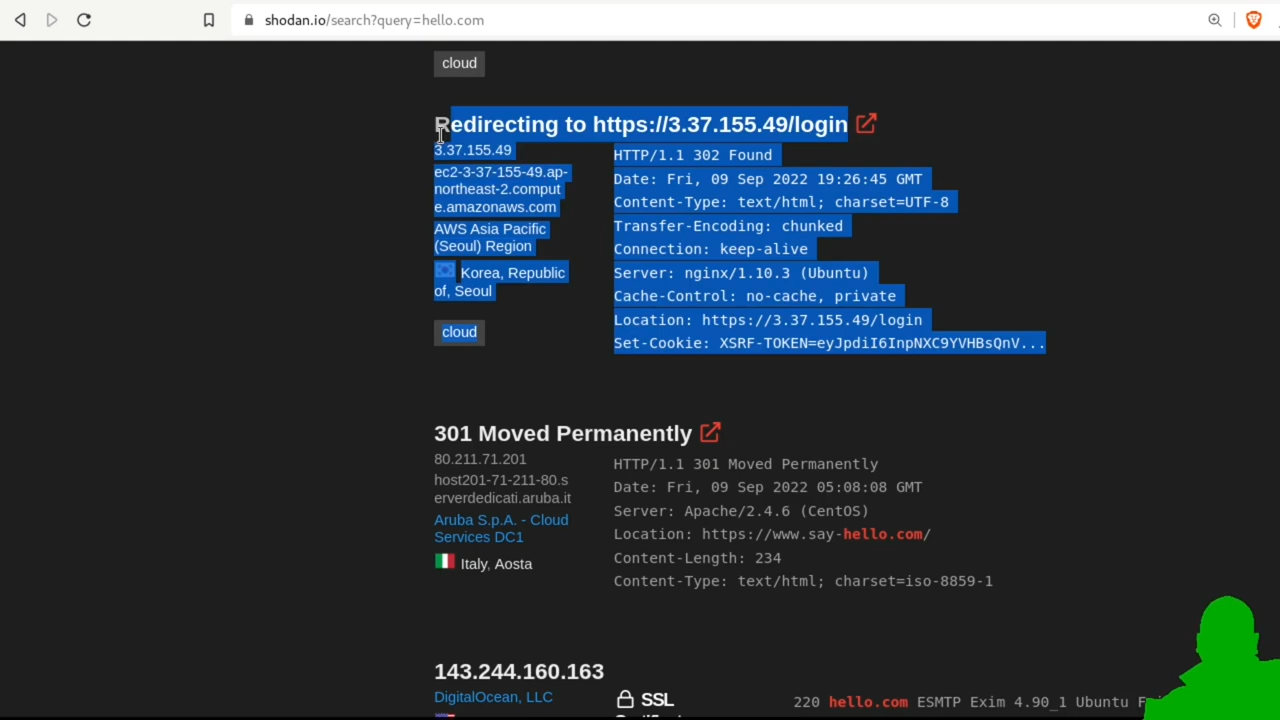 shodan.io/search?query=hello.com
cloud
Redirecting to https://3.37.155.49/login
3.37.155.49
ec2-3-37-155-49.ap-
northeast-2.comput
e.amazonaws.com
AWS Asia Pacific
(Seoul) Region
Korea, Republic
of, Seoul
cloud
HTTP/1.1 302 Found
Date: Fri, 09 Sep 2022 19:26:45 GMT
Content-Type: text/html; charset=UTF-8
Transfer-Encoding: chunked
Connection: keep-alive
Server: nginx/1.10.3 (Ubuntu)
Cache-Control: no-cache, private
Location: https://3.37.155.49/login
Set-Cookie: XSRF-TOKEN=eyJpdiI6InpNXC9YVHBsQnV...
301 Moved Permanently
80.211.71.201
host201-71-211-80.s
erverdedicati.aruba.it
Aruba S.p.A. - Cloud
Services DC1
Italy, Aosta
HTTP/1.1 301 Moved Permanently
Date: Fri, 09 Sep 2022 05:08:08 GMT
Server: Apache/2.4.6 (CentOS)
Location: https://www.say-hello.com/
Content-Length: 234
Content-Type: text/html; charset=iso-8859-1
143.244.160.163
DigitalOcean, LLC
SSL
220 hello.com ESMTP Exim 4.90_1 Ubuntu